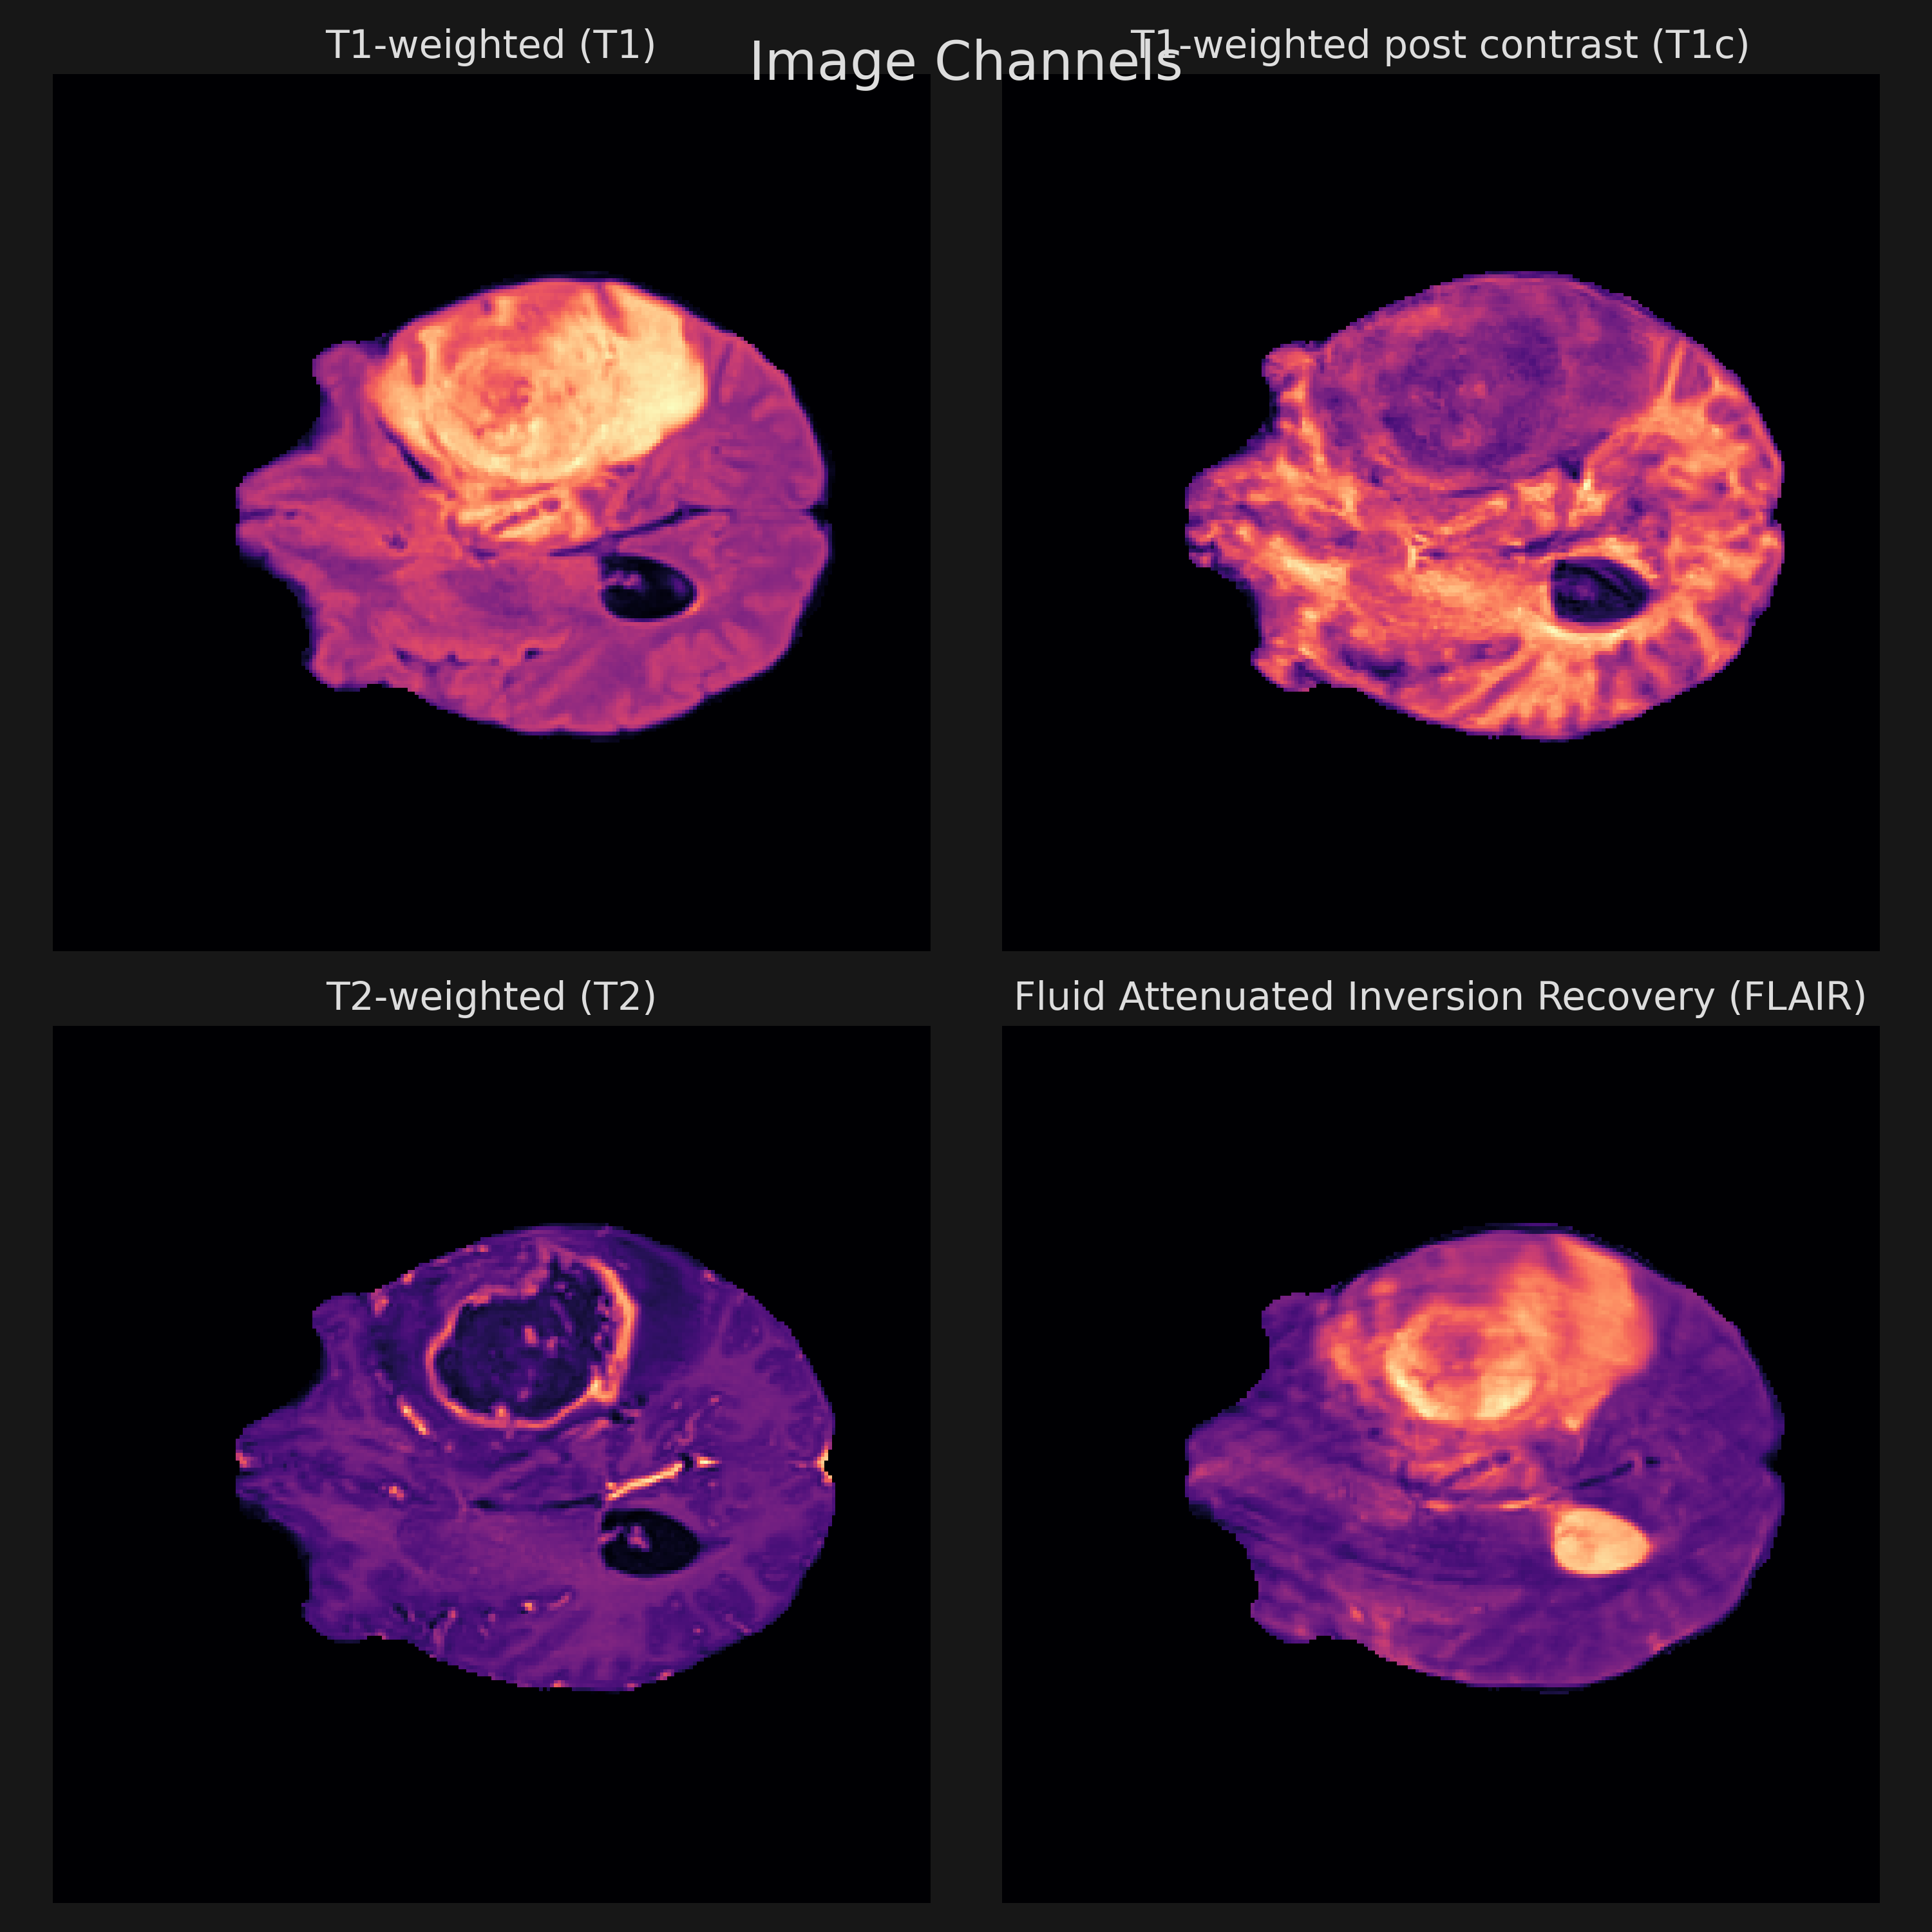 Image Channels
T1-weighted (T1)
T1-weighted post contrast (T1c)
T2-weighted (T2)
Fluid Attenuated Inversion Recovery (FLAIR)